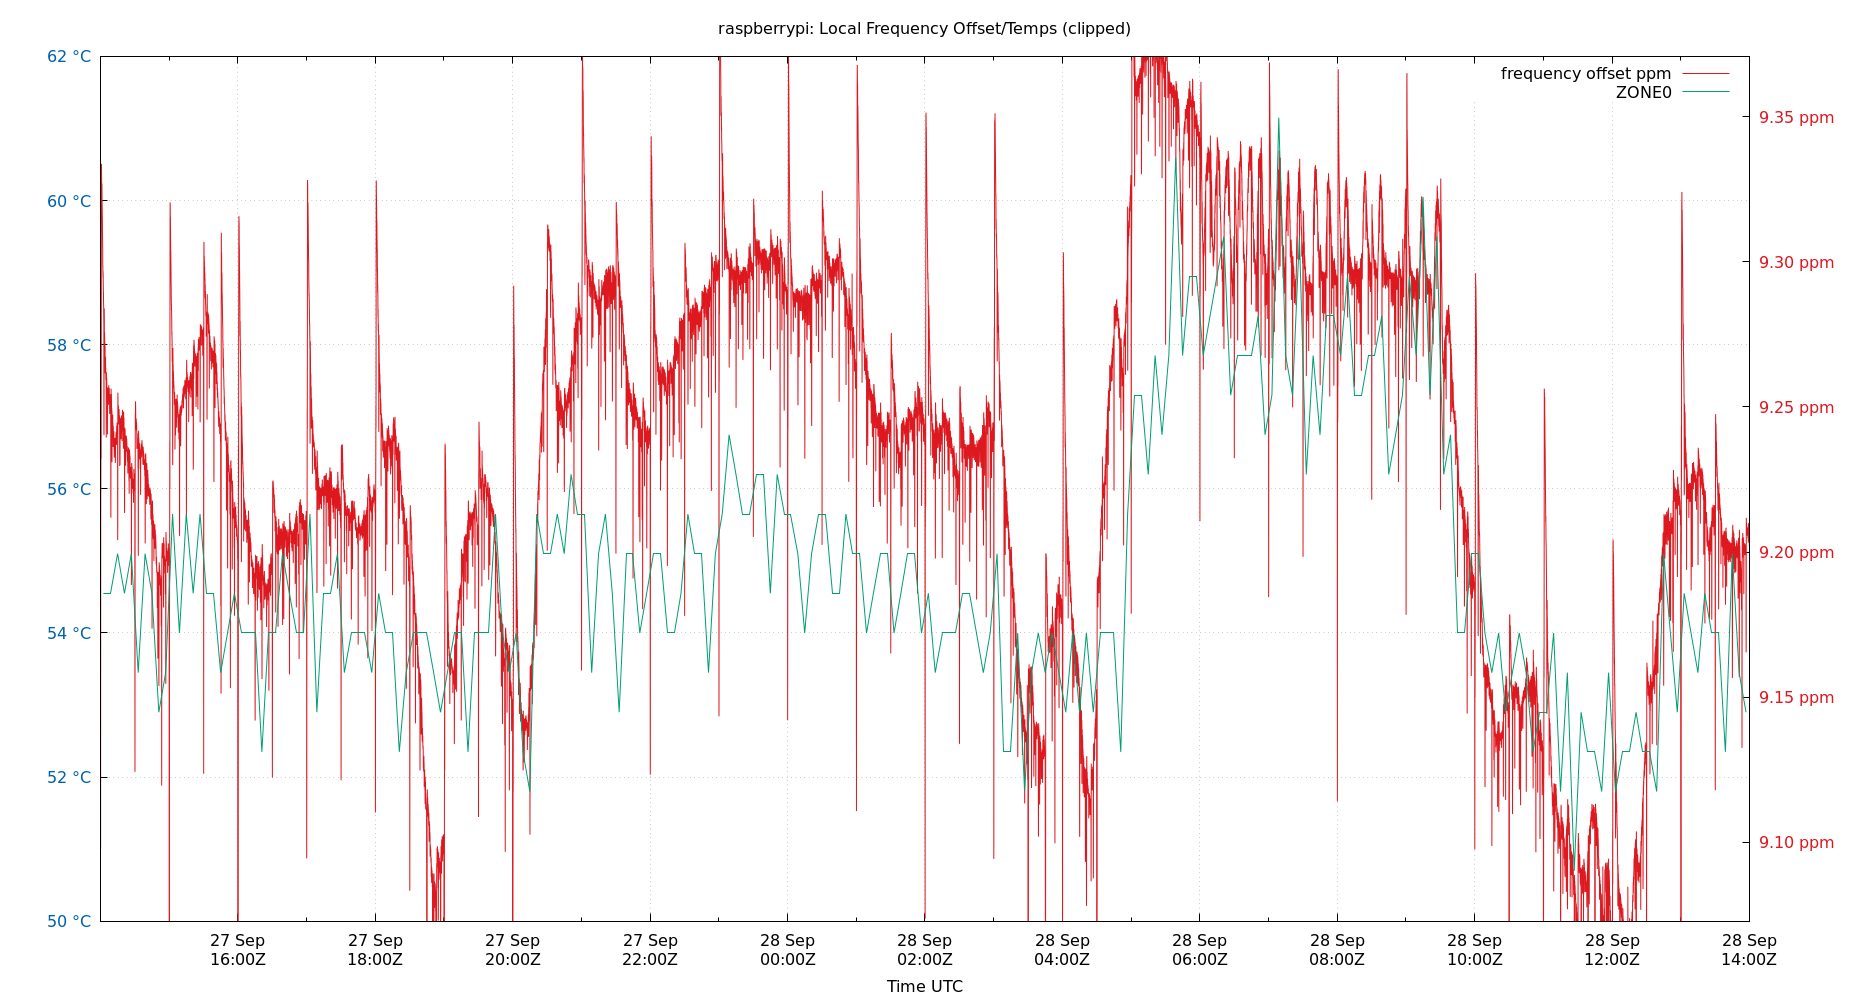 raspberrypi: Local Frequency Offset/Temps (clipped)
frequency offset ppm
ZONE0
62 °C
60 °C
58 °C
56 °C
54 °C
52 °C
50 °C
9.35 ppm
9.30 ppm
9.25 ppm
9.20 ppm
9.15 ppm
9.10 ppm
27 Sep
16:00Z
27 Sep
18:00Z
27 Sep
20:00Z
27 Sep
22:00Z
28 Sep
00:00Z
28 Sep
02:00Z
28 Sep
04:00Z
28 Sep
06:00Z
28 Sep
08:00Z
28 Sep
10:00Z
28 Sep
12:00Z
28 Sep
14:00Z
Time UTC